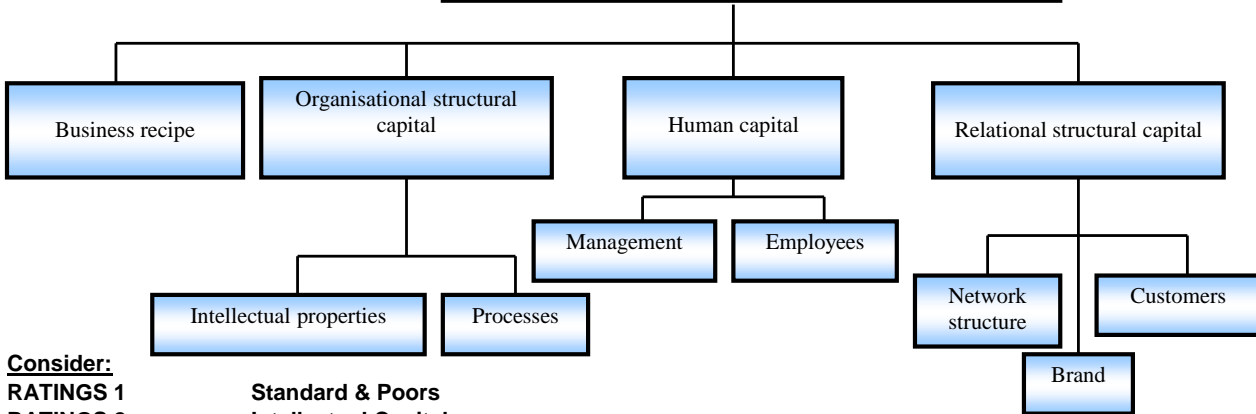 Business recipe
Organisational structural
capital
Human capital
Relational structural capital
Management
Employees
Intellectual properties
Processes
Network
structure
Customers
Brand
Consider:
RATINGS 1 Standard & Poors